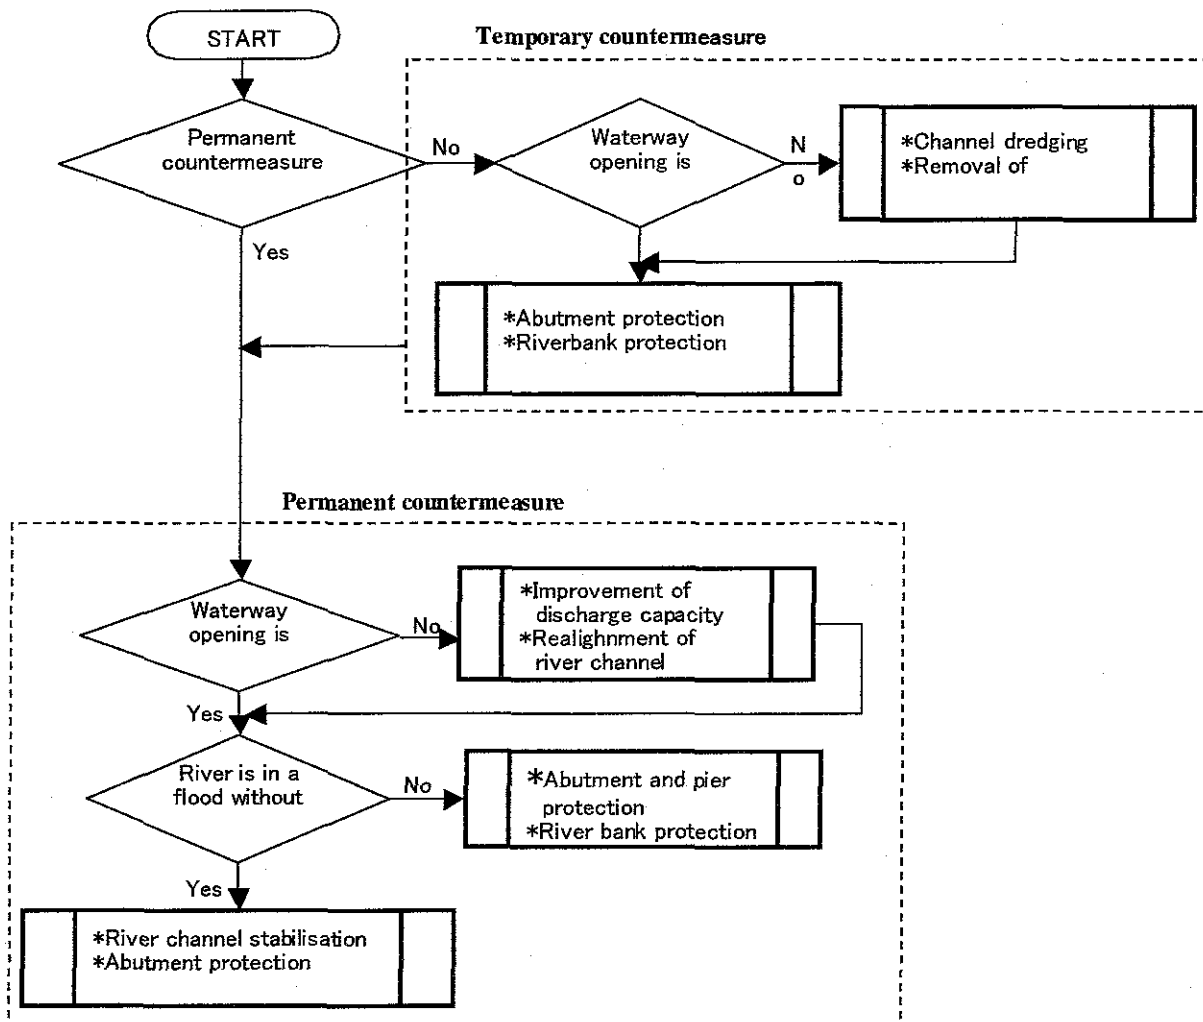 START
Temporary countermeasure
Permanent
countermeasure
No
Waterway
opening is
N
o
*Channel dredging
*Removal of
Yes
*Abutment protection
*Riverbank protection
Permanent countermeasure
Waterway
opening is
No
*Improvement of
discharge capacity
*Realighnment of
river channel
Yes
River is in a
flood without
No
*Abutment and pier
protection
*River bank protection
Yes
*River channel stabilisation
*Abutment protection